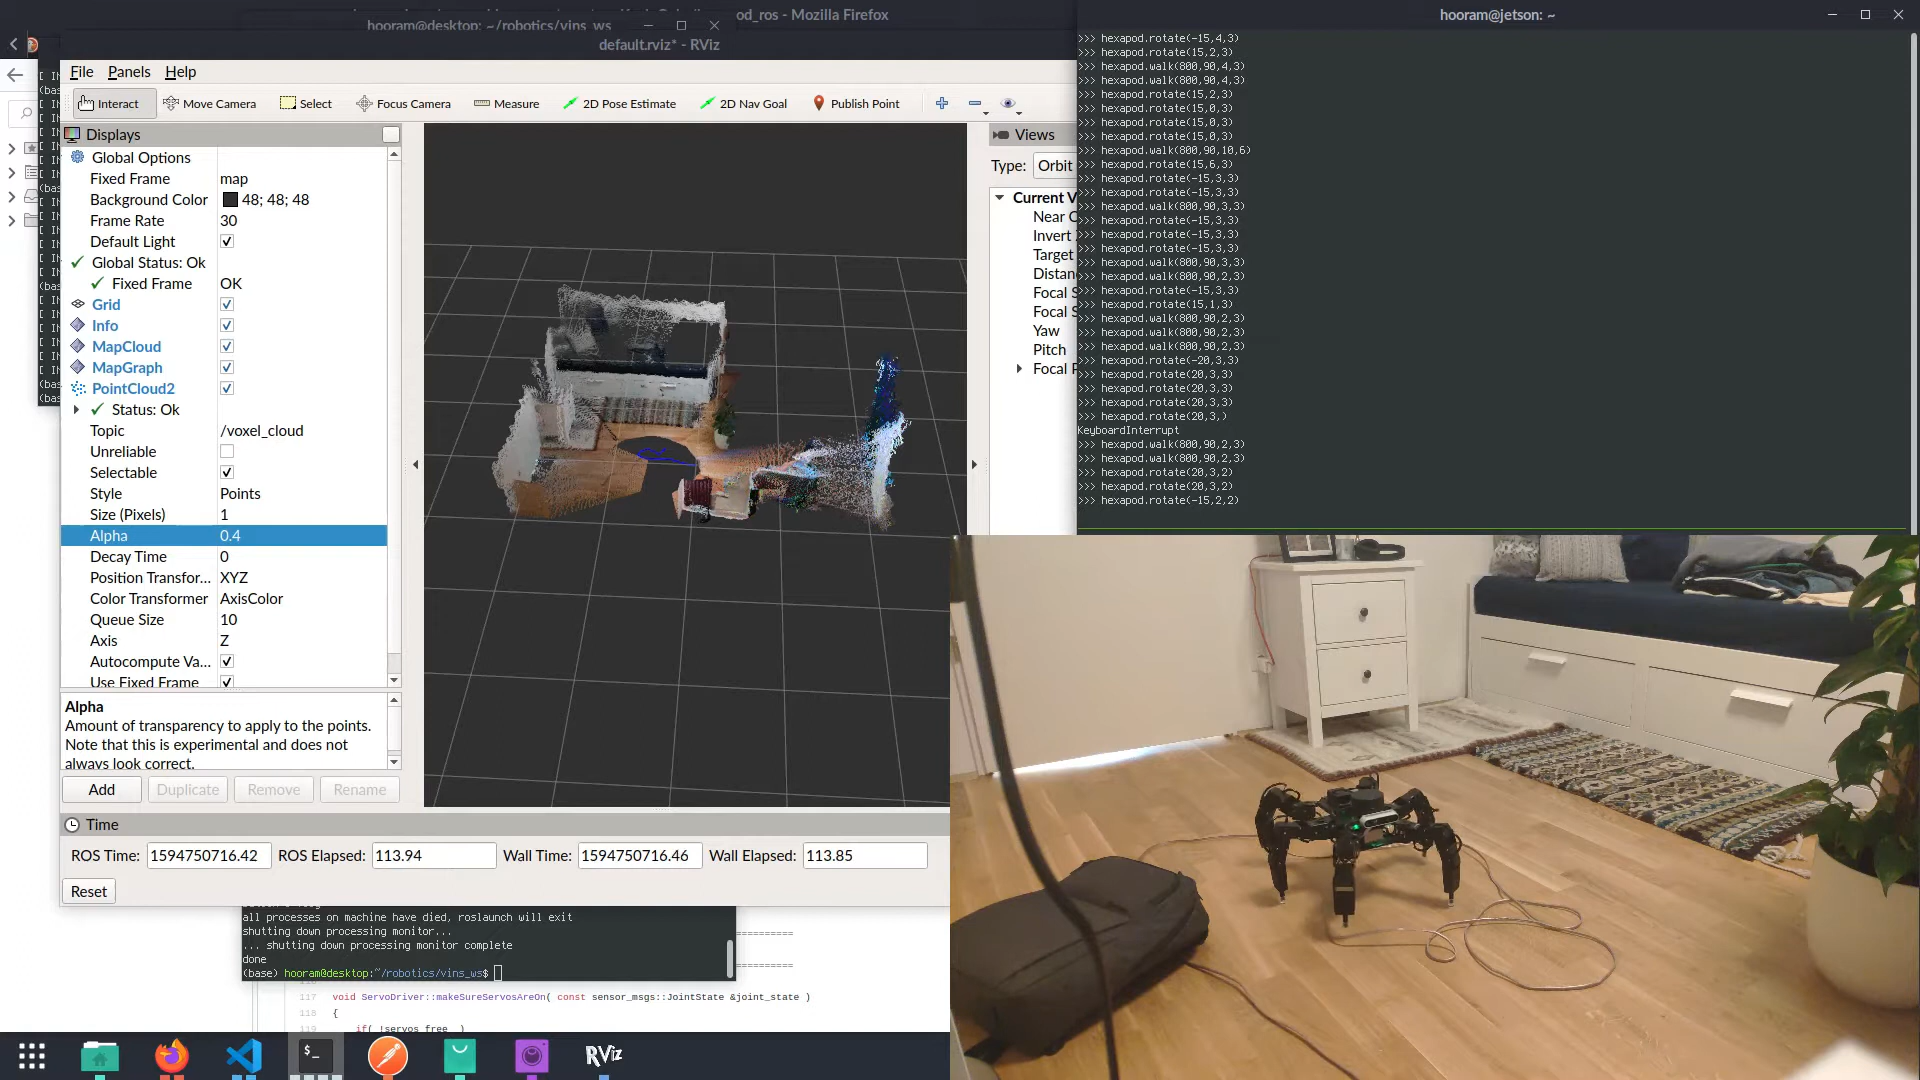 od_ros - Mozilla Firefox
hooram@desktop: ~/robotics/vins_ws
default.rviz* - RViz
File Panels Help
Interact Move Camera Select Focus Camera Measure 2D Pose Estimate 2D Nav Goal Publish Point
Displays
Global Options
Fixed Frame map
Background Color 48; 48; 48
Frame Rate 30
Default Light
Global Status: Ok
Fixed Frame OK
Grid
Info
MapCloud
MapGraph
PointCloud2
Status: Ok
Topic /voxel_cloud
Unreliable
Selectable
Style Points
Size (Pixels) 1
Alpha 0.4
Decay Time 0
Position Transfor... XYZ
Color Transformer AxisColor
Queue Size 10
Axis Z
Autocompute Va...
Use Fixed Frame
Alpha
Amount of transparency to apply to the points.
Note that this is experimental and does not
always look correct.
Add Duplicate Remove Rename
Views
Type: Orbit
Current V
Near C
Invert
Target
Distan
Focal S
Focal S
Yaw
Pitch
Focal P
Time
ROS Time: 1594750716.42 ROS Elapsed: 113.94 Wall Time: 1594750716.46 Wall Elapsed: 113.85
Reset
hooram@jetson: ~
>>> hexapod.rotate(-15,4,3)
>>> hexapod.rotate(15,2,3)
>>> hexapod.walk(800,90,4,3)
>>> hexapod.walk(800,90,4,3)
>>> hexapod.rotate(15,2,3)
>>> hexapod.rotate(15,0,3)
>>> hexapod.rotate(15,0,3)
>>> hexapod.rotate(15,0,3)
>>> hexapod.walk(800,90,10,6)
>>> hexapod.rotate(15,6,3)
>>> hexapod.rotate(-15,3,3)
>>> hexapod.rotate(-15,3,3)
>>> hexapod.walk(800,90,3,3)
>>> hexapod.rotate(-15,3,3)
>>> hexapod.rotate(-15,3,3)
>>> hexapod.rotate(-15,3,3)
>>> hexapod.walk(800,90,3,3)
>>> hexapod.walk(800,90,2,3)
>>> hexapod.rotate(-15,3,3)
>>> hexapod.rotate(15,1,3)
>>> hexapod.walk(800,90,2,3)
>>> hexapod.walk(800,90,2,3)
>>> hexapod.walk(800,90,2,3)
>>> hexapod.rotate(-20,3,3)
>>> hexapod.rotate(20,3,3)
>>> hexapod.rotate(20,3,3)
>>> hexapod.rotate(20,3,3)
>>> hexapod.rotate(20,3,)
KeyboardInterrupt
>>> hexapod.walk(800,90,2,3)
>>> hexapod.walk(800,90,2,3)
>>> hexapod.rotate(20,3,2)
>>> hexapod.rotate(20,3,2)
>>> hexapod.rotate(-15,2,2)
all processes on machine have died, roslaunch will exit
shutting down processing monitor...
... shutting down processing monitor complete
done
(base) hooram@desktop:~/robotics/vins_ws$
117 void ServoDriver::makeSureServosAreOn( const sensor_msgs::JointState &joint_state )
118 {
119 if( !servos_free_ )
RViz